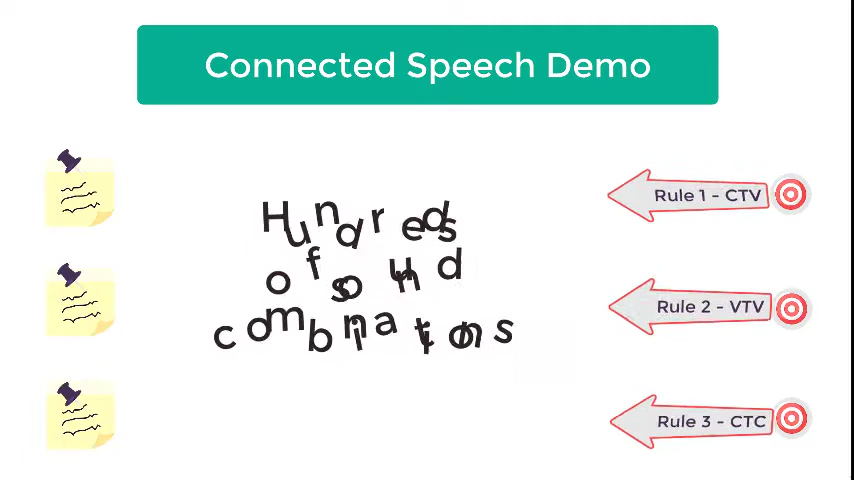 Connected Speech Demo
Hundreds
of sound
combinations
Rule 1 - CTV
Rule 2 - VTV
Rule 3 - CTC